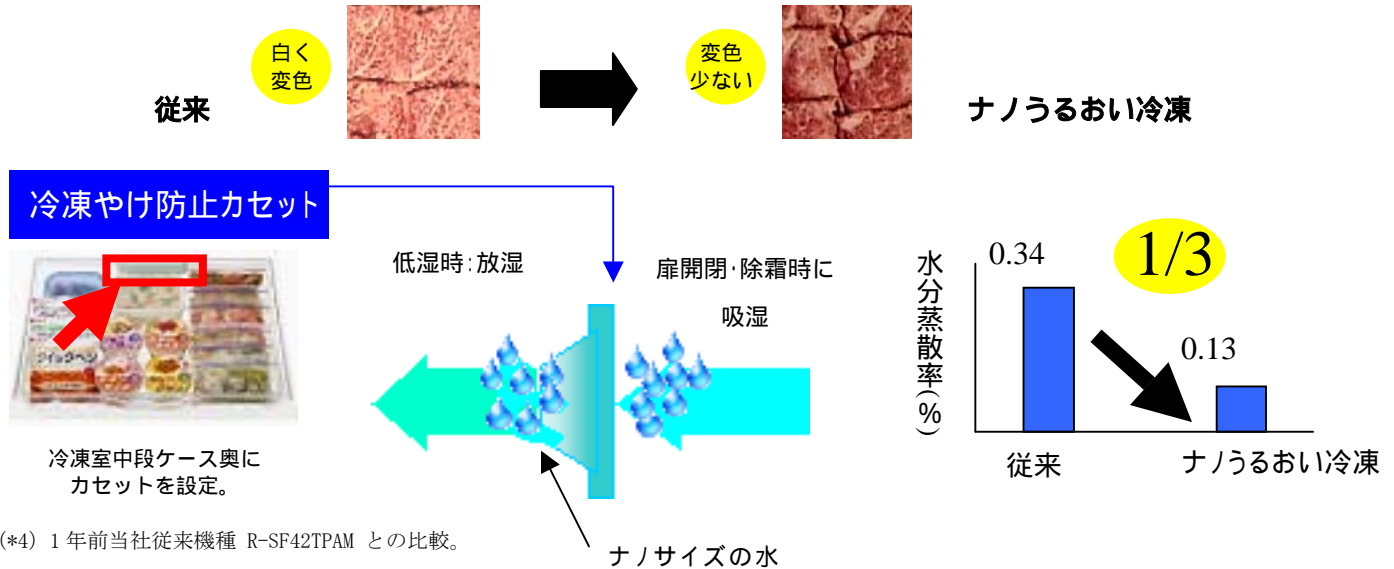 白く
変色
変色
少ない
従来
ナノうるおい冷凍
冷凍やけ防止カセット
低湿時:放湿
扉開閉･除霜時に
吸湿
水分蒸散率(%)
0.34
1/3
0.13
従来
ナノうるおい冷凍
冷凍室中段ケース奥に
カセットを設定。
(*4) 1年前当社従来機種 R-SF42TPAM との比較。
ナノサイズの水